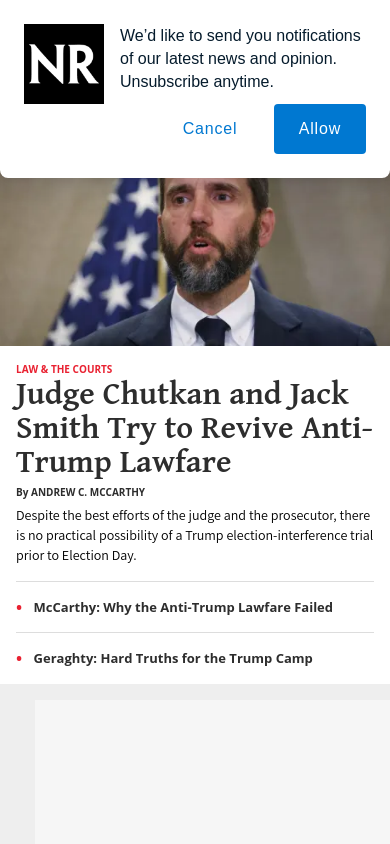 NR
We’d like to send you notifications
of our latest news and opinion.
Unsubscribe anytime.
Cancel
Allow
LAW & THE COURTS
Judge Chutkan and Jack
Smith Try to Revive Anti-
Trump Lawfare
By ANDREW C. MCCARTHY
Despite the best efforts of the judge and the prosecutor, there
is no practical possibility of a Trump election-interference trial
prior to Election Day.
• McCarthy: Why the Anti-Trump Lawfare Failed
• Geraghty: Hard Truths for the Trump Camp